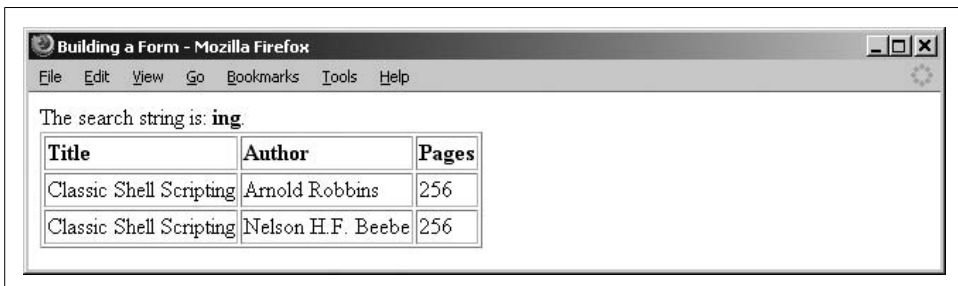 Building a Form - Mozilla Firefox
File Edit View Go Bookmarks Tools Help
The search string is: ing.
Title Author Pages
Classic Shell Scripting Arnold Robbins 256
Classic Shell Scripting Nelson H.F. Beebe 256